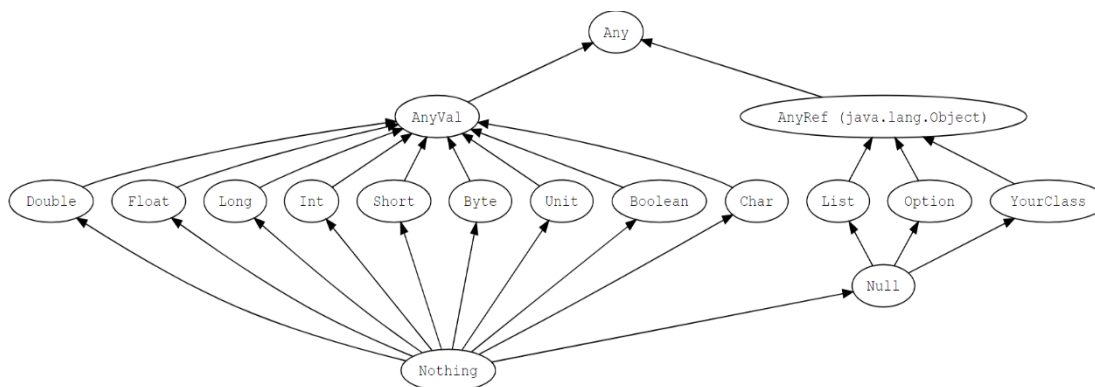 Any
AnyVal
AnyRef (java.lang.Object)
Double
Float
Long
Int
Short
Byte
Unit
Boolean
Char
List
Option
YourClass
Null
Nothing